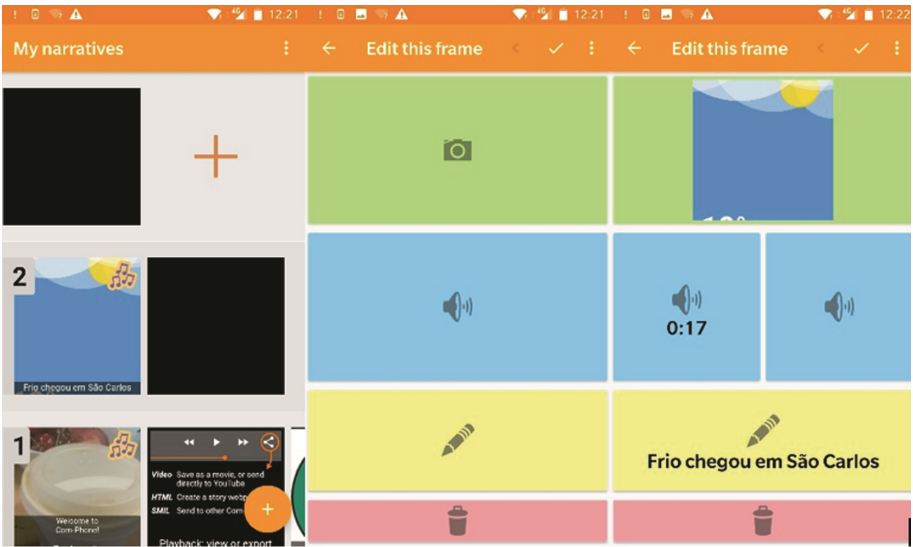 12:21
My narratives
2
Frio chegou em São Carlos
1
Welcome to
Com-Phone!
Video Save as a movie, or send
directly to YouTube
HTML Create a story
SMIL Send to other Com
Playback: view or export
12:21
Edit this frame
12:22
Edit this frame
0:17
Frio chegou em São Carlos